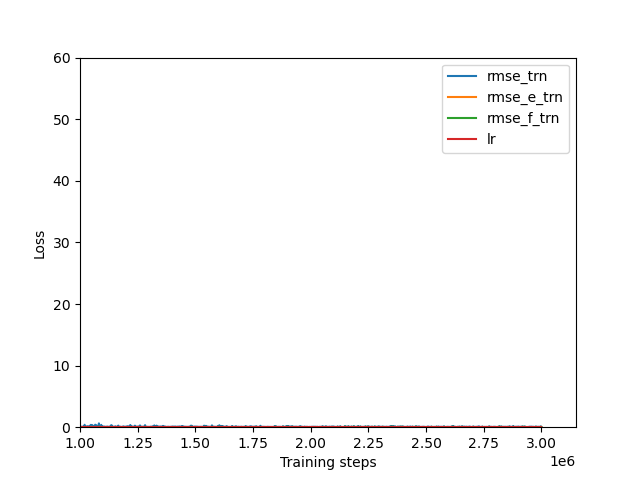 60
50
40
30
20
10
0
Loss
rmse_trn
rmse_e_trn
rmse_f_trn
lr
1.00 1.25 1.50 1.75 2.00 2.25 2.50 2.75 3.00
1e6
Training steps